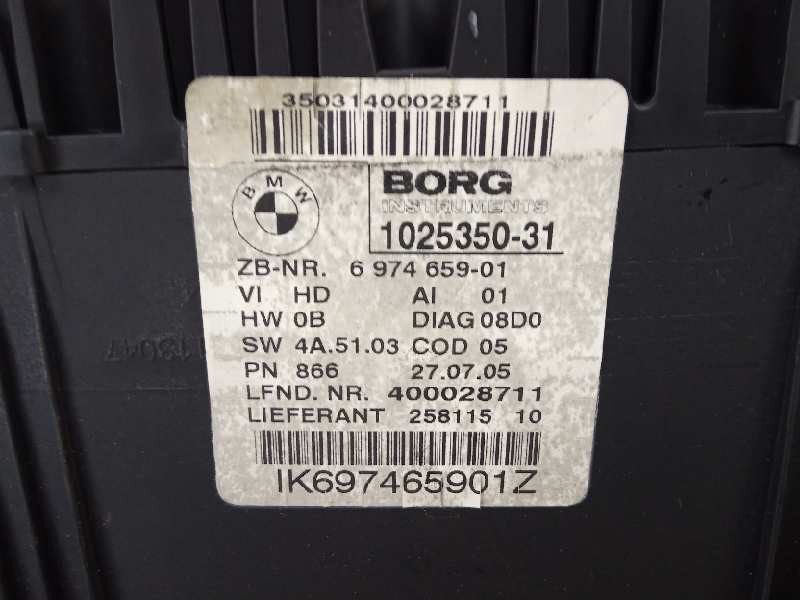 35031400028711
BMW
BORG
INSTRUMENTS
1025350-31
ZB-NR. 6 974 659-01
VI HD AI 01
HW 0B DIAG 08D0
SW 4A.51.03 COD 05
PN 866 27.07.05
LFND. NR. 400028711
LIEFERANT 258115 10
IK697465901Z